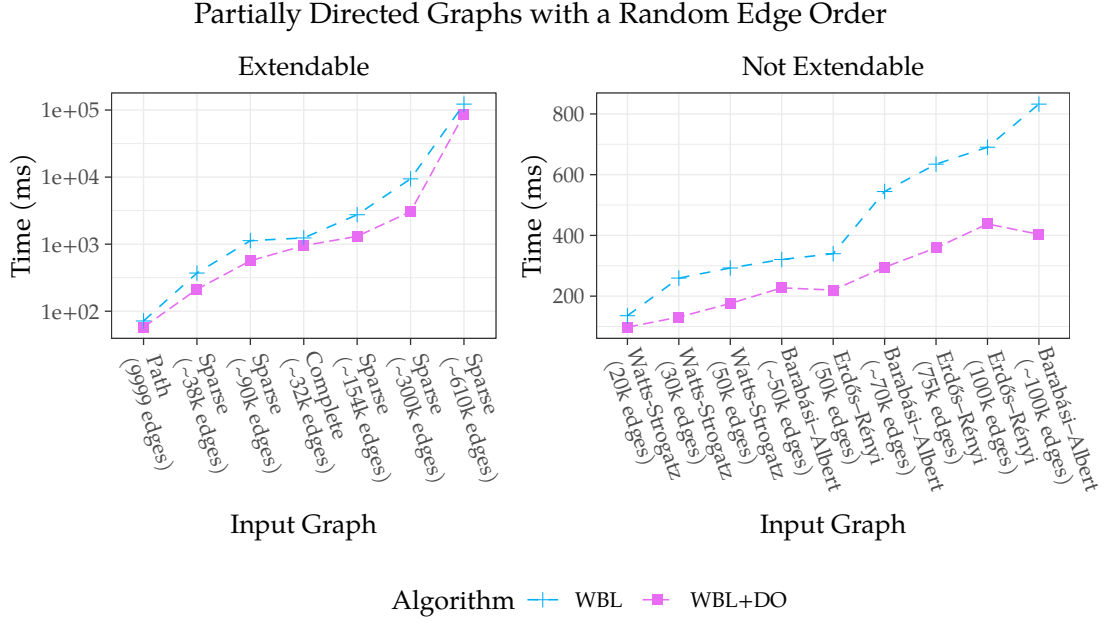 Partially Directed Graphs with a Random Edge Order
Extendable
Time (ms)
1e+05
1e+04
1e+03
1e+02
Path
(9999 edges)
Sparse
(~38k edges)
Sparse
(~90k edges)
Complete
(~32k edges)
Sparse
(~154k edges)
Sparse
(~300k edges)
Sparse
(~610k edges)
Input Graph
Not Extendable
Time (ms)
800
600
400
200
Watts-Strogatz
(20k edges)
Watts-Strogatz
(30k edges)
Watts-Strogatz
(50k edges)
Barabási–Albert
(~50k edges)
Erdős–Rényi
(50k edges)
Barabási–Albert
(~70k edges)
Erdős–Rényi
(75k edges)
Erdős–Rényi
(100k edges)
Barabási–Albert
(~100k edges)
Input Graph
Algorithm WBL WBL+DO